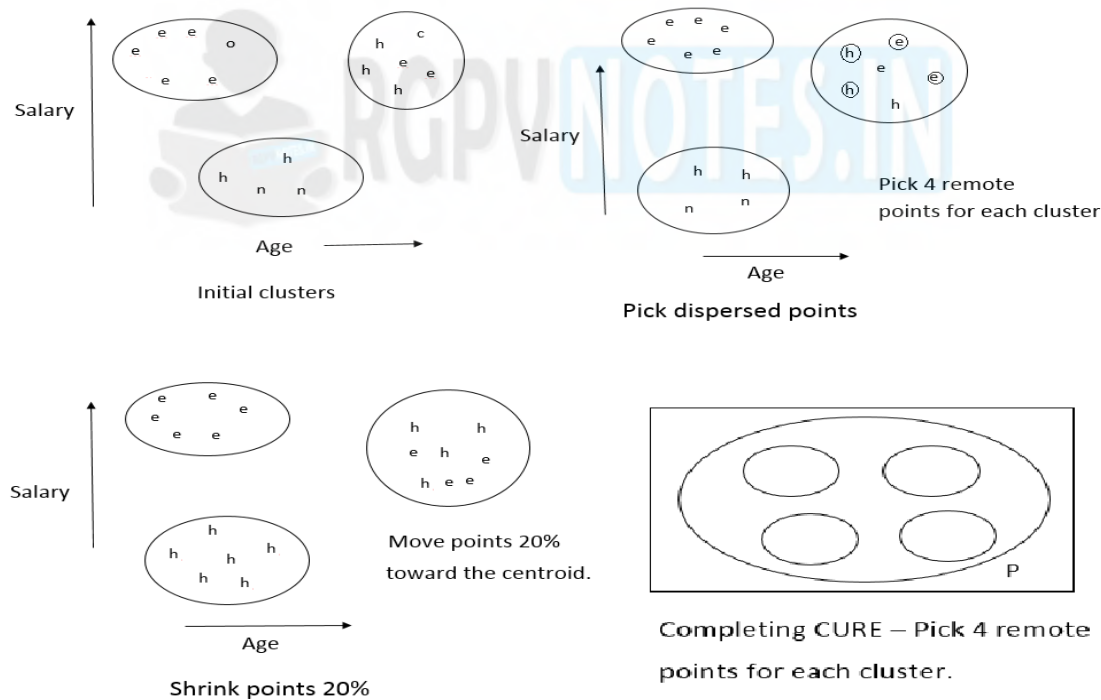 RGPVNOTES.IN
e e e o
e e
h c
h e e
h
Salary
h
h n n
Age
Initial clusters
e e e
e e e
h e
e e
h h
Salary
h h
n n
Pick 4 remote
points for each cluster
Age
Pick dispersed points
e e e
e
e e
h h
e h e
h e e
Salary
h
h h h
h h
Move points 20%
toward the centroid.
Age
Shrink points 20%
P
Completing CURE – Pick 4 remote
points for each cluster.